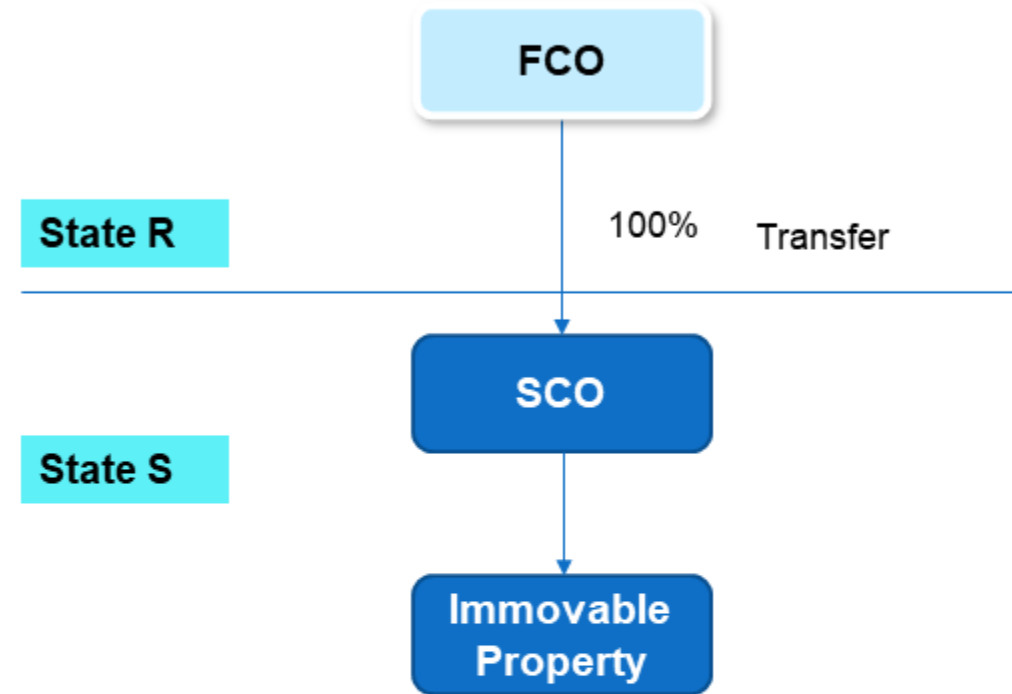 FCO
State R
100%
Transfer
SCO
State S
Immovable
Property